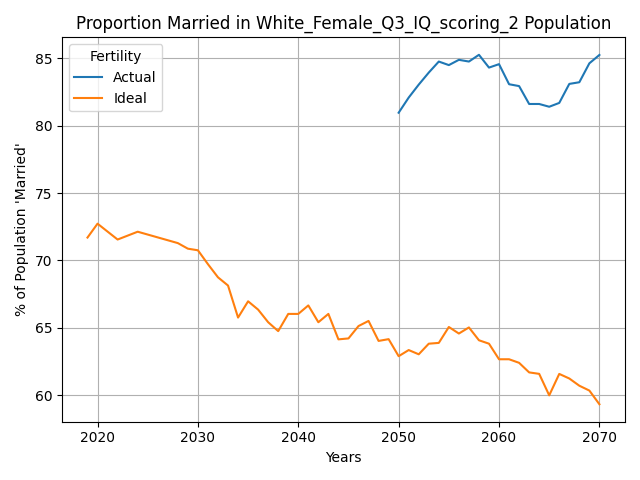 Proportion Married in White_Female_Q3_IQ_scoring_2 Population
Fertility
Actual
Ideal
% of Population 'Married'
85
80
75
70
65
60
2020 2030 2040 2050 2060 2070
Years